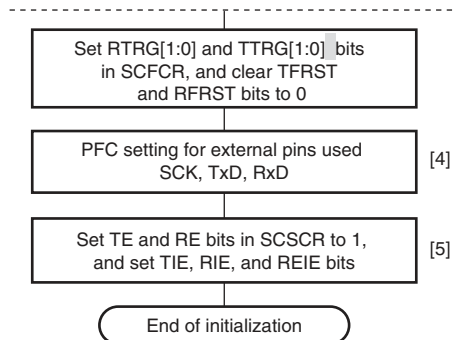 Set RTRG[1:0] and TTRG[1:0] bits
in SCFCR, and clear TFRST
and RFRST bits to 0
PFC setting for external pins used
SCK, TxD, RxD
[4]
Set TE and RE bits in SCSCR to 1,
and set TIE, RIE, and REIE bits
[5]
End of initialization